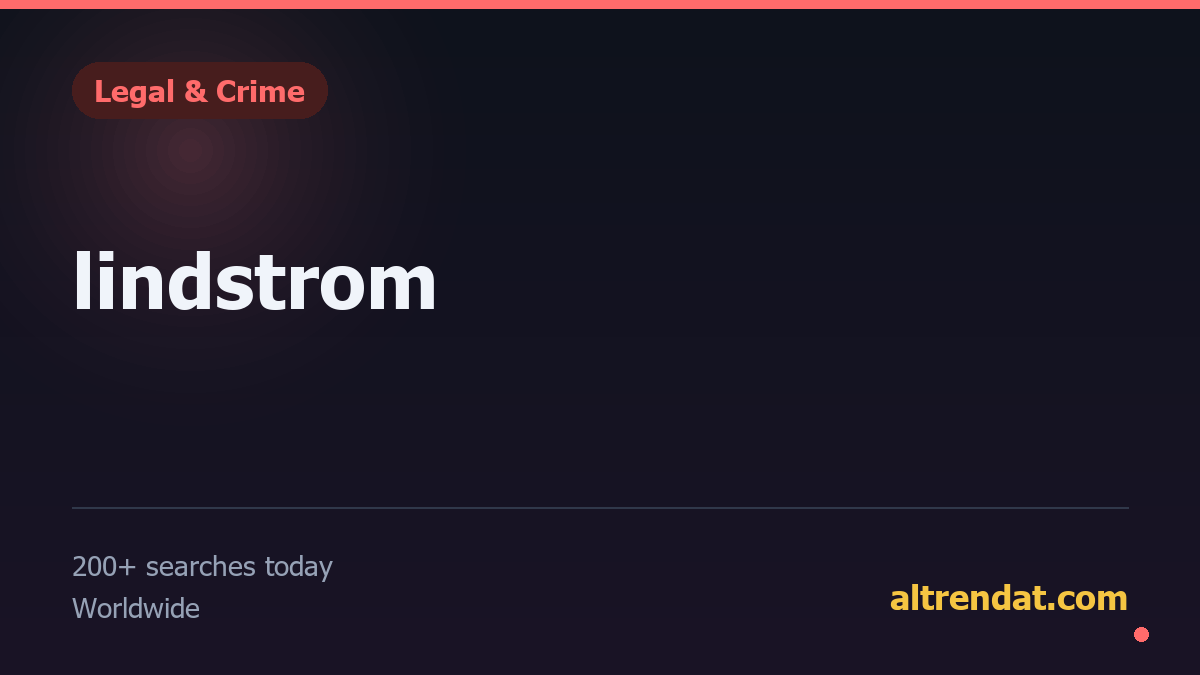 Legal & Crime
lindstrom
200+ searches today
Worldwide
altrendat.com